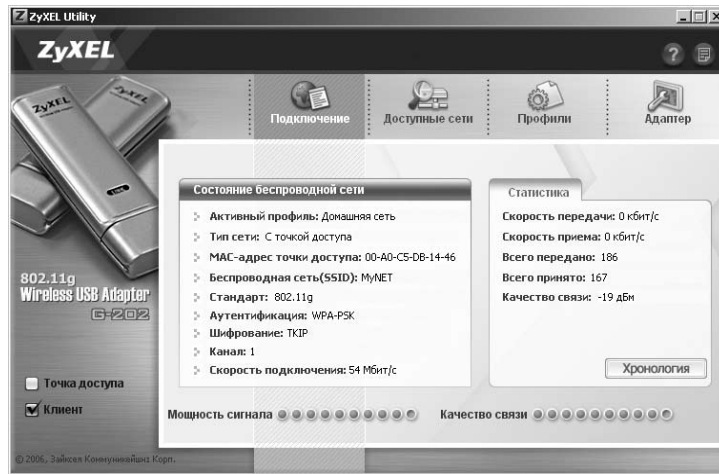 ZyXEL Utility
ZyXEL
Подключение
Доступные сети
Профили
Адаптер
ZyXEL
ZyXEL
802.11g
Wireless USB Adapter
G-202
Точка доступа
Клиент
Состояние беспроводной сети
Активный профиль: Домашняя сеть
Тип сети: С точкой доступа
MAC-адрес точки доступа: 00-A0-C5-DB-14-46
Беспроводная сеть(SSID): MyNET
Стандарт: 802.11g
Аутентификация: WPA-PSK
Шифрование: TKIP
Канал: 1
Скорость подключения: 54 Мбит/с
Статистика
Скорость передачи: 0 кбит/с
Скорость приема: 0 кбит/с
Всего передано: 186
Всего принято: 167
Качество связи: -19 дБм
Хронология
Мощность сигнала
Качество связи
© 2006, Зайксел Коммуникэйшнз Корп.